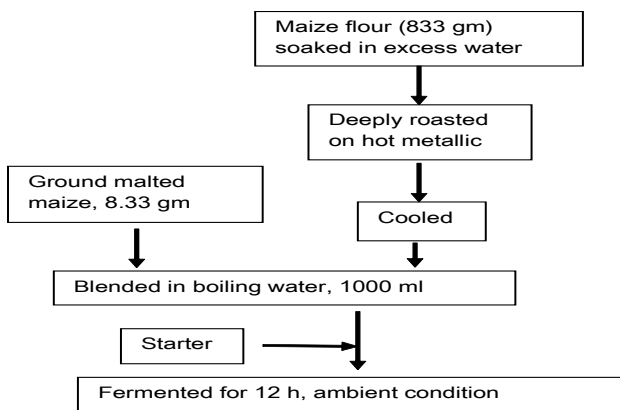 Maize flour (833 gm)
soaked in excess water
Deeply roasted
on hot metallic
Ground malted
maize, 8.33 gm
Cooled
Blended in boiling water, 1000 ml
Starter
Fermented for 12 h, ambient condition